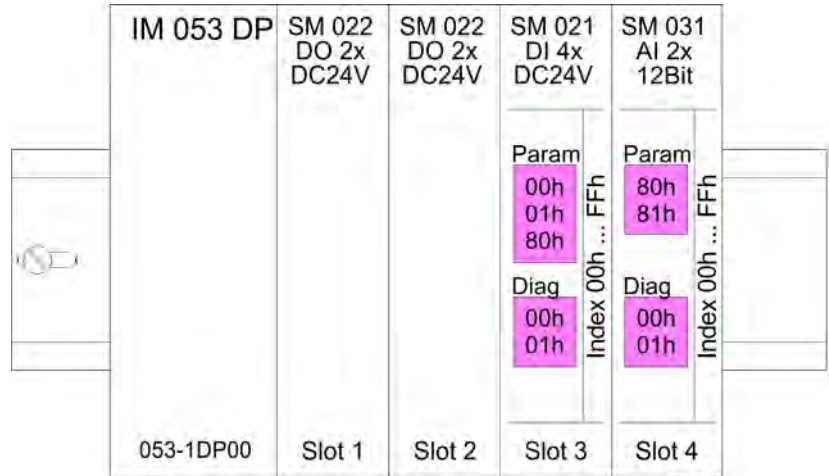 IM 053 DP
053-1DP00
SM 022
DO 2x
DC24V
Slot 1
SM 022
DO 2x
DC24V
Slot 2
SM 021
DI 4x
DC24V
Param
00h
01h
80h
Diag
00h
01h
Index 00h ... FFh
Slot 3
SM 031
AI 2x
12Bit
Param
80h
81h
Diag
00h
01h
Index 00h ... FFh
Slot 4